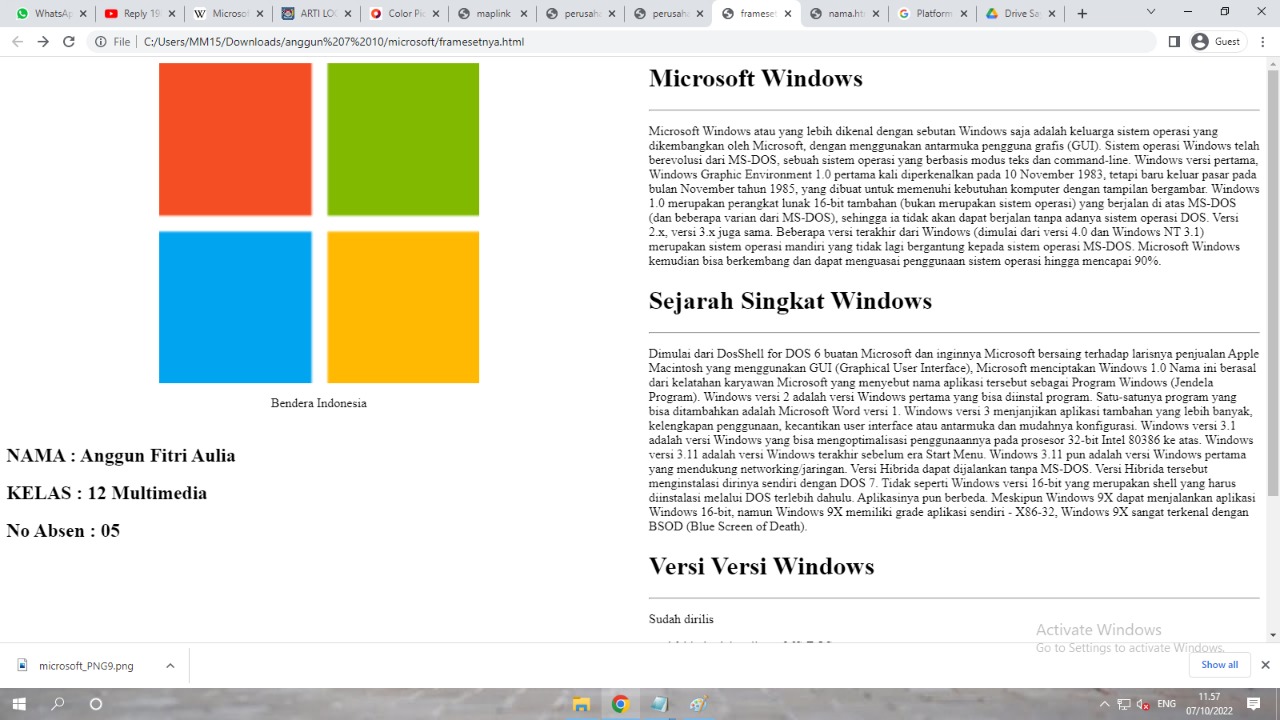 WhatsA
Reply 19
Microsof
ARTI LO
Color Pic
maplink
perusah
perusah
frameset
nama.ht
Platform
Drive Sa
File
C:/Users/MM15/Downloads/anggun%207%2010/microsoft/framesetnya.html
Guest
Bendera Indonesia
NAMA : Anggun Fitri Aulia
KELAS : 12 Multimedia
No Absen : 05
Microsoft Windows
Microsoft Windows atau yang lebih dikenal dengan sebutan Windows saja adalah keluarga sistem operasi yang
dikembangkan oleh Microsoft, dengan menggunakan antarmuka pengguna grafis (GUI). Sistem operasi Windows telah
berevolusi dari MS-DOS, sebuah sistem operasi yang berbasis modus teks dan command-line. Windows versi pertama,
Windows Graphic Environment 1.0 pertama kali diperkenalkan pada 10 November 1983, tetapi baru keluar pasar pada
bulan November tahun 1985, yang dibuat untuk memenuhi kebutuhan komputer dengan tampilan bergambar. Windows
1.0 merupakan perangkat lunak 16-bit tambahan (bukan merupakan sistem operasi) yang berjalan di atas MS-DOS
(dan beberapa varian dari MS-DOS), sehingga ia tidak akan dapat berjalan tanpa adanya sistem operasi DOS. Versi
2.x, versi 3.x juga sama. Beberapa versi terakhir dari Windows (dimulai dari versi 4.0 dan Windows NT 3.1)
merupakan sistem operasi mandiri yang tidak lagi bergantung kepada sistem operasi MS-DOS. Microsoft Windows
kemudian bisa berkembang dan dapat menguasai penggunaan sistem operasi hingga mencapai 90%.
Sejarah Singkat Windows
Dimulai dari DosShell for DOS 6 buatan Microsoft dan inginnya Microsoft bersaing terhadap larisnya penjualan Apple
Macintosh yang menggunakan GUI (Graphical User Interface), Microsoft menciptakan Windows 1.0 Nama ini berasal
dari kelatahan karyawan Microsoft yang menyebut nama aplikasi tersebut sebagai Program Windows (Jendela
Program). Windows versi 2 adalah versi Windows pertama yang bisa diinstal program. Satu-satunya program yang
bisa ditambahkan adalah Microsoft Word versi 1. Windows versi 3 menjanjikan aplikasi tambahan yang lebih banyak,
kelengkapan penggunaan, kecantikan user interface atau antarmuka dan mudahnya konfigurasi. Windows versi 3.1
adalah versi Windows yang bisa mengoptimalisasi penggunaannya pada prosesor 32-bit Intel 80386 ke atas. Windows
versi 3.11 adalah versi Windows terakhir sebelum era Start Menu. Windows 3.11 pun adalah versi Windows pertama
yang mendukung networking/jaringan. Versi Hibrida dapat dijalankan tanpa MS-DOS. Versi Hibrida tersebut
menginstalasi dirinya sendiri dengan DOS 7. Tidak seperti Windows versi 16-bit yang merupakan shell yang harus
diinstalasi melalui DOS terlebih dahulu. Aplikasinya pun berbeda. Meskipun Windows 9X dapat menjalankan aplikasi
Windows 16-bit, namun Windows 9X memiliki grade aplikasi sendiri - X86-32, Windows 9X sangat terkenal dengan
BSOD (Blue Screen of Death).
Versi Versi Windows
Sudah dirilis
Activate Windows
Go to Settings to activate Windows.
microsoft_PNG9.png
Show all
ENG
11.57
07/10/2022